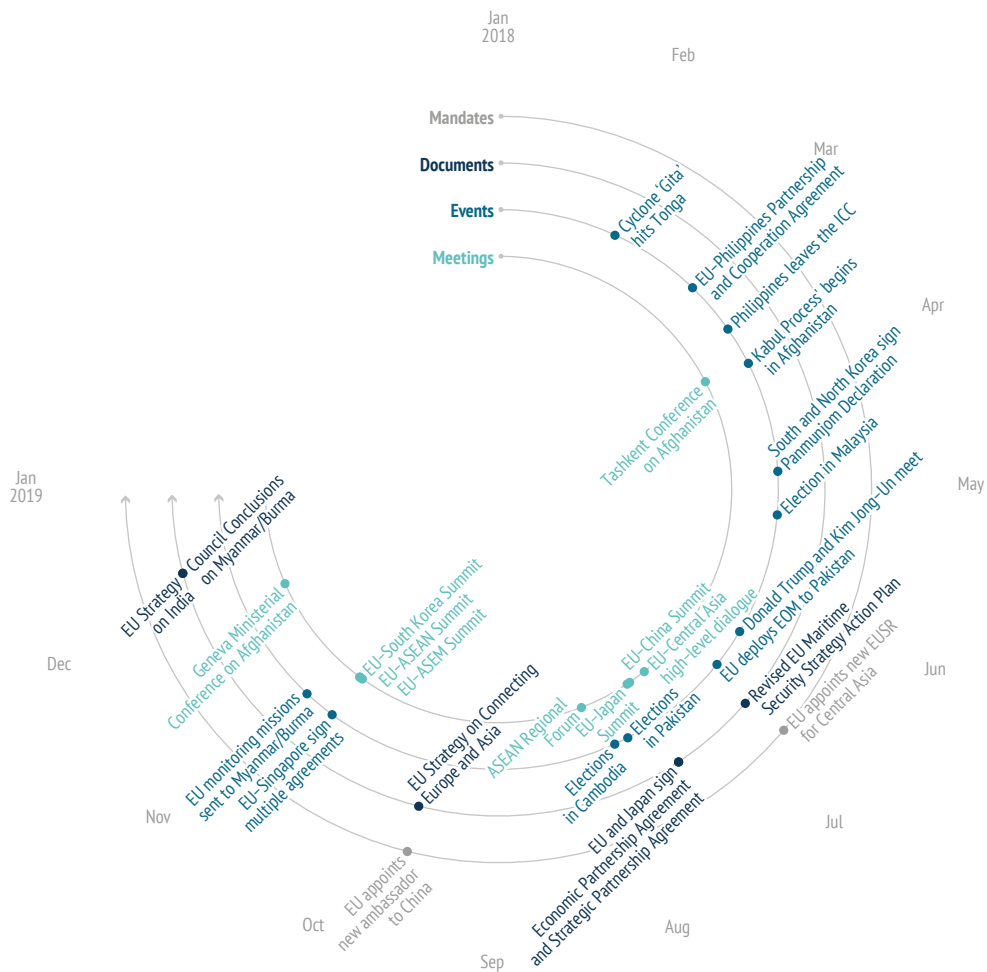 Jan
2018
Feb
Mar
Apr
May
Jun
Jul
Aug
Sep
Oct
Nov
Dec
Jan
2019
Mandates
Documents
Events
Meetings
Cyclone ‘Gita’
hits Tonga
EU–Philippines Partnership
and Cooperation Agreement
Philippines leaves the ICC
Kabul Process' begins
in Afghanistan
Tashkent Conference
on Afghanistan
South and North Korea sign
Panmunjom Declaration
Election in Malaysia
Donald Trump and Kim Jong–Un meet
EU deploys EOM to Pakistan
Revised EU Maritime
Security Strategy Action Plan
EU appoints new EUSR
for Central Asia
EU–China Summit
EU–Central Asia
high–level dialogue
EU–Japan
Summit
ASEAN Regional
Forum
Elections
in Pakistan
Elections
in Cambodia
EU and Japan sign
Economic Partnership Agreement
and Strategic Partnership Agreement
EU Strategy on Connecting
Europe and Asia
EU appoints
new ambassador
to China
EU–South Korea Summit
EU–ASEAN Summit
EU–ASEM Summit
EU–Singapore sign
multiple agreements
EU monitoring missions
sent to Myanmar/Burma
Geneva Ministerial
Conference on Afghanistan
EU Strategy
on India
Council Conclusions
on Myanmar/Burma